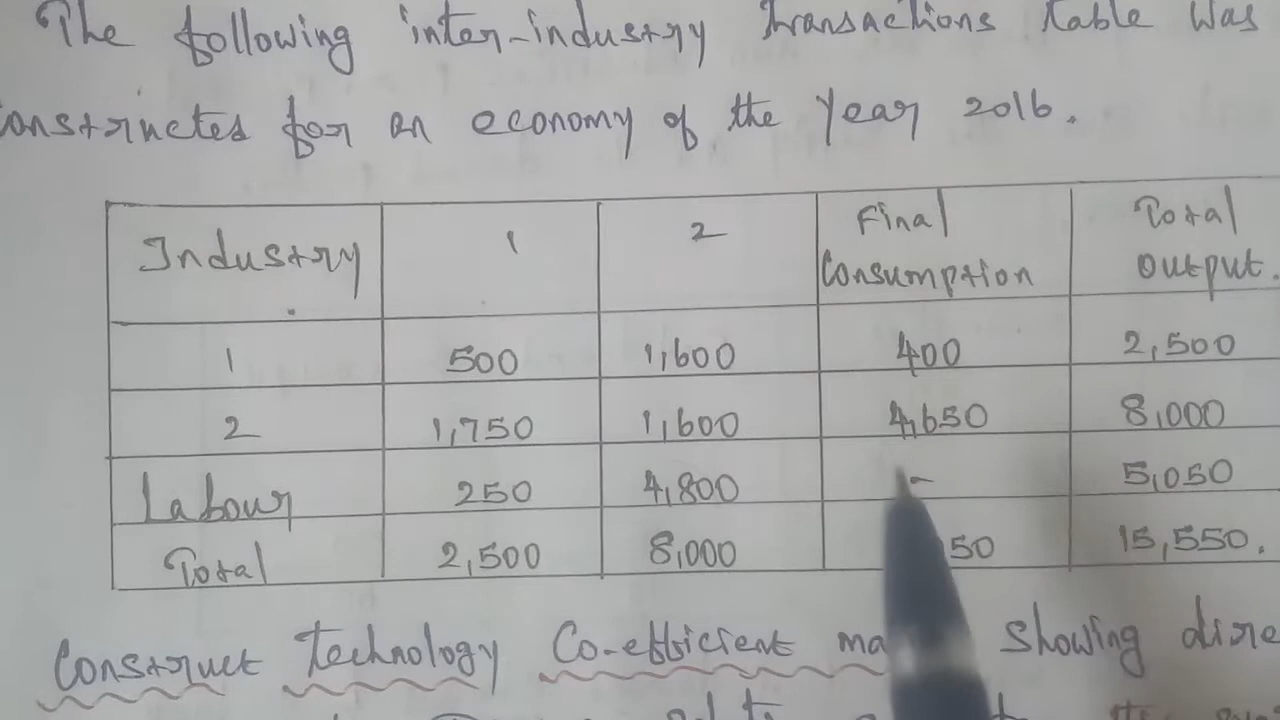 The following inter-industry transactions table was
constructed for an economy of the year 2016.
Industry 1 2 Final Consumption Total Output.
1 500 1,600 400 2,500
2 1,750 1,600 4,650 8,000
Labour 250 4,800 - 5,050
Total 2,500 8,000 50 15,550.
Construct technology Co-efficient showing